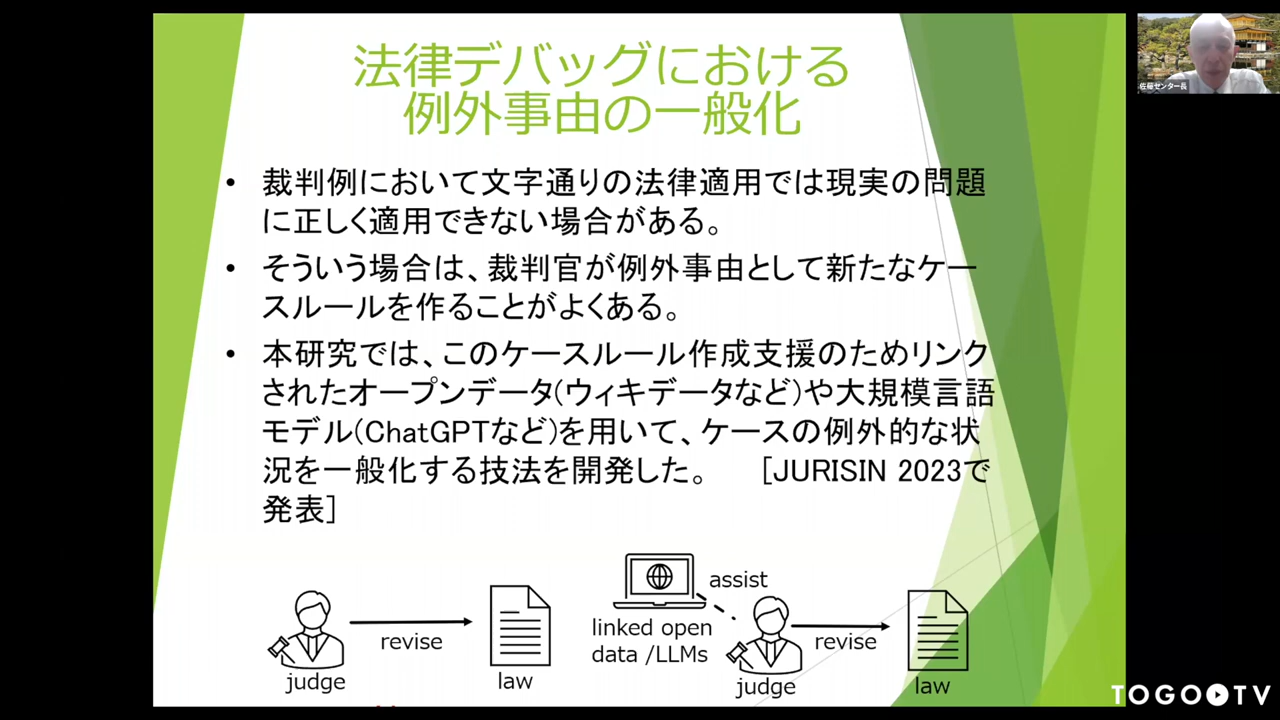 法律デバッグにおける
例外事由の一般化
• 裁判例において文字通りの法律適用では現実の問題
に正しく適用できない場合がある。
• そういう場合は、裁判官が例外事由として新たなケー
スルールを作ることがよくある。
• 本研究では、このケースルール作成支援のためリンク
されたオープンデータ(ウィキデータなど)や大規模言語
モデル(ChatGPTなど)を用いて、ケースの例外的な状
況を一般化する技法を開発した。 [JURISIN 2023で
発表]
judge
revise
law
linked open
data /LLMs
assist
judge
revise
law
佐藤センター長
TOGOTV